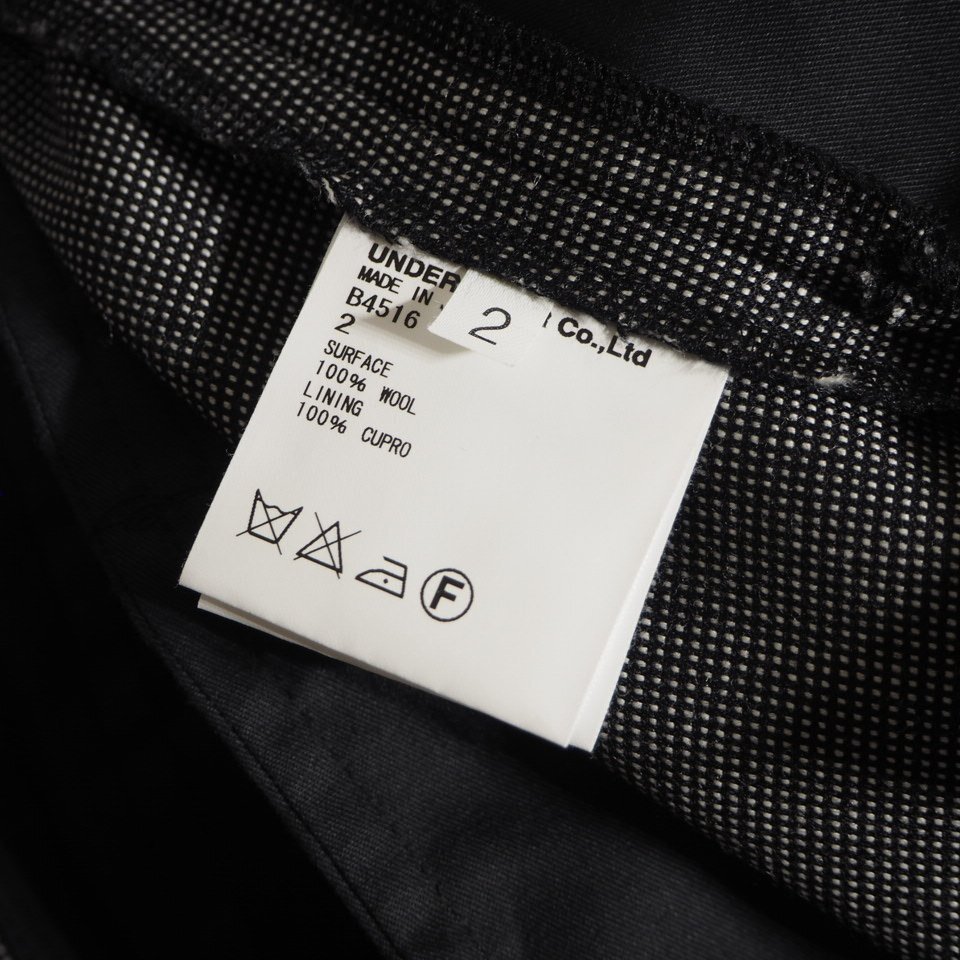 UNDER
Co.,Ltd
MADE IN
B4516
2
2
SURFACE
100% WOOL
LINING
100% CUPRO
F